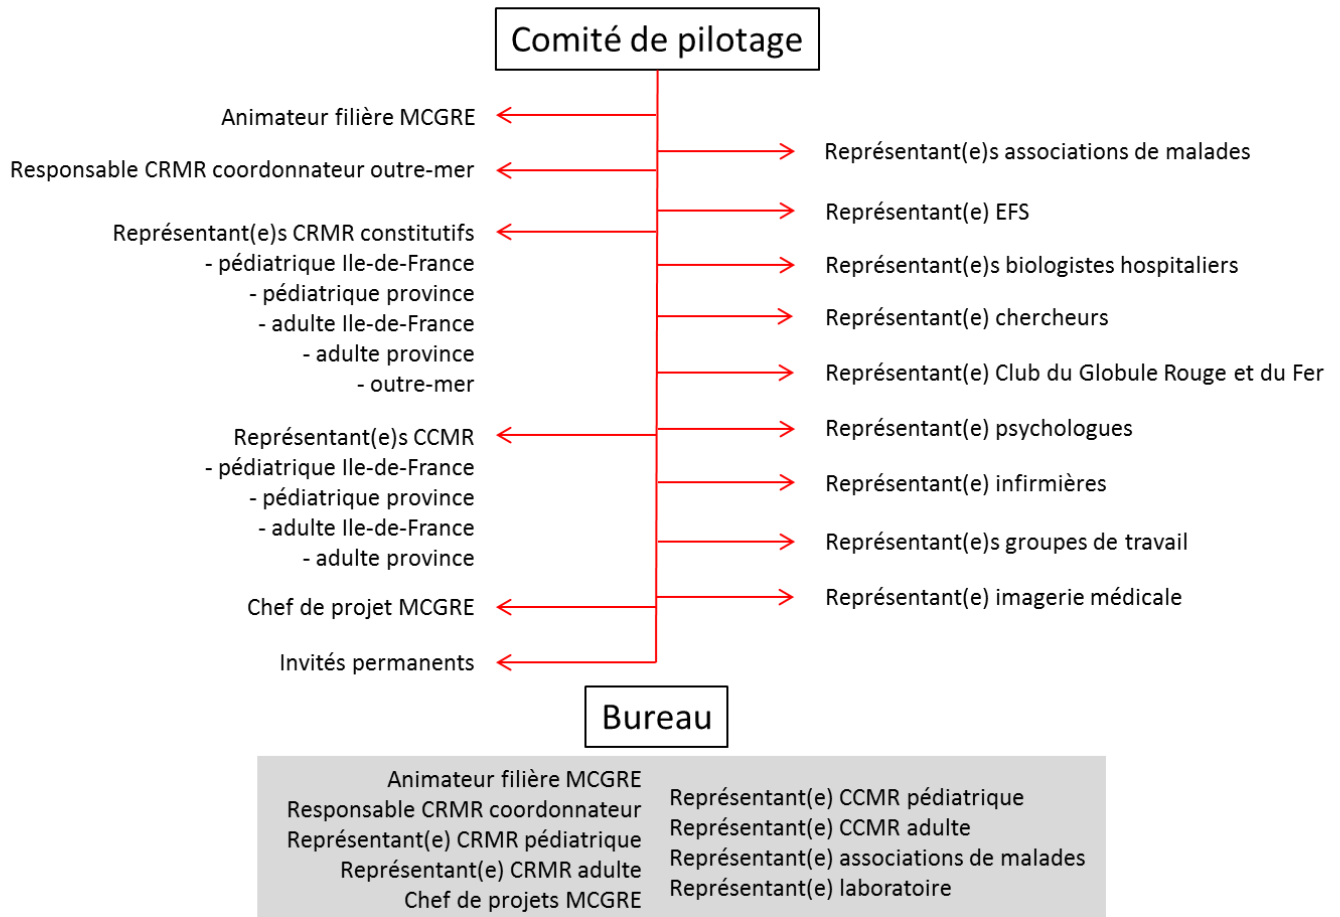 Comité de pilotage
Animateur filière MCGRE
Responsable CRMR coordonnateur outre-mer
Représentant(e)s CRMR constitutifs
- pédiatrique Ile-de-France
- pédiatrique province
- adulte Ile-de-France
- adulte province
- outre-mer
Représentant(e)s CCMR
- pédiatrique Ile-de-France
- pédiatrique province
- adulte Ile-de-France
- adulte province
Chef de projet MCGRE
Invités permanents
Représentant(e)s associations de malades
Représentant(e) EFS
Représentant(e)s biologistes hospitaliers
Représentant(e) chercheurs
Représentant(e) Club du Globule Rouge et du Fer
Représentant(e) psychologues
Représentant(e) infirmières
Représentant(e)s groupes de travail
Représentant(e) imagerie médicale
Bureau
Animateur filière MCGRE
Responsable CRMR coordonnateur
Représentant(e) CRMR pédiatrique
Représentant(e) CRMR adulte
Chef de projets MCGRE
Représentant(e) CCMR pédiatrique
Représentant(e) CCMR adulte
Représentant(e) associations de malades
Représentant(e) laboratoire